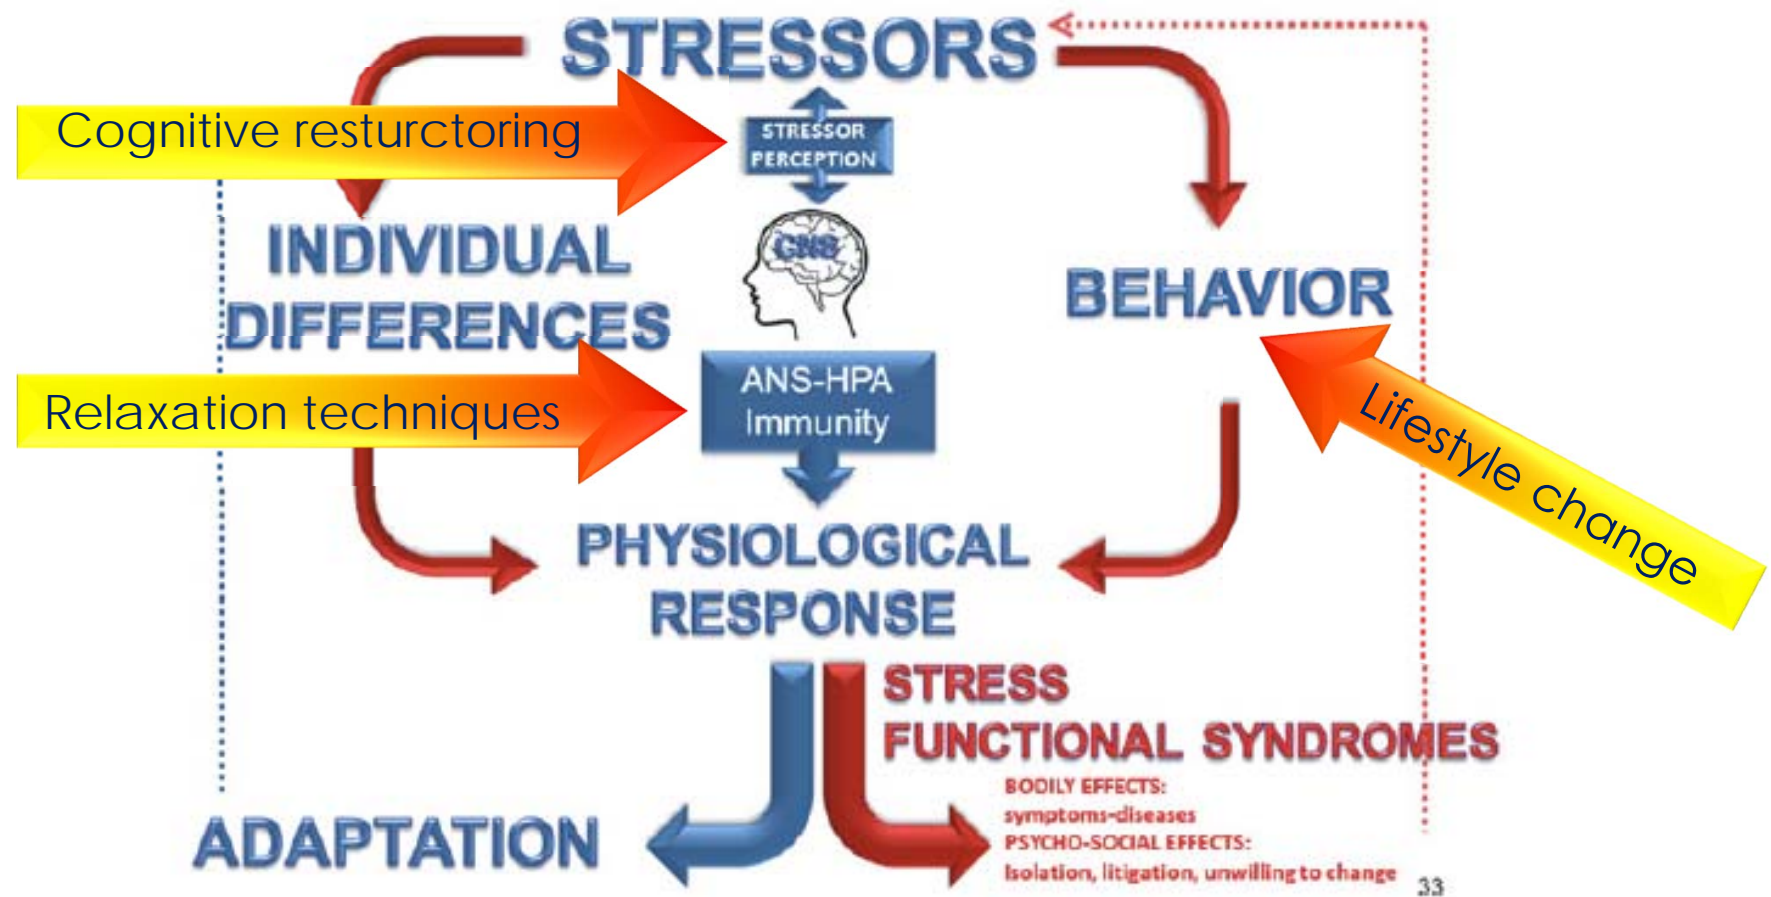 STRESSORS
Cognitive resturctoring
STRESSOR
PERCEPTION
CNS
INDIVIDUAL
DIFFERENCES
BEHAVIOR
ANS-HPA
Immunity
Relaxation techniques
Lifestyle change
PHYSIOLOGICAL
RESPONSE
STRESS
FUNCTIONAL SYNDROMES
BODILY EFFECTS:
symptoms-diseases
PSYCHO-SOCIAL EFFECTS:
Isolation, litigation, unwilling to change
ADAPTATION
33